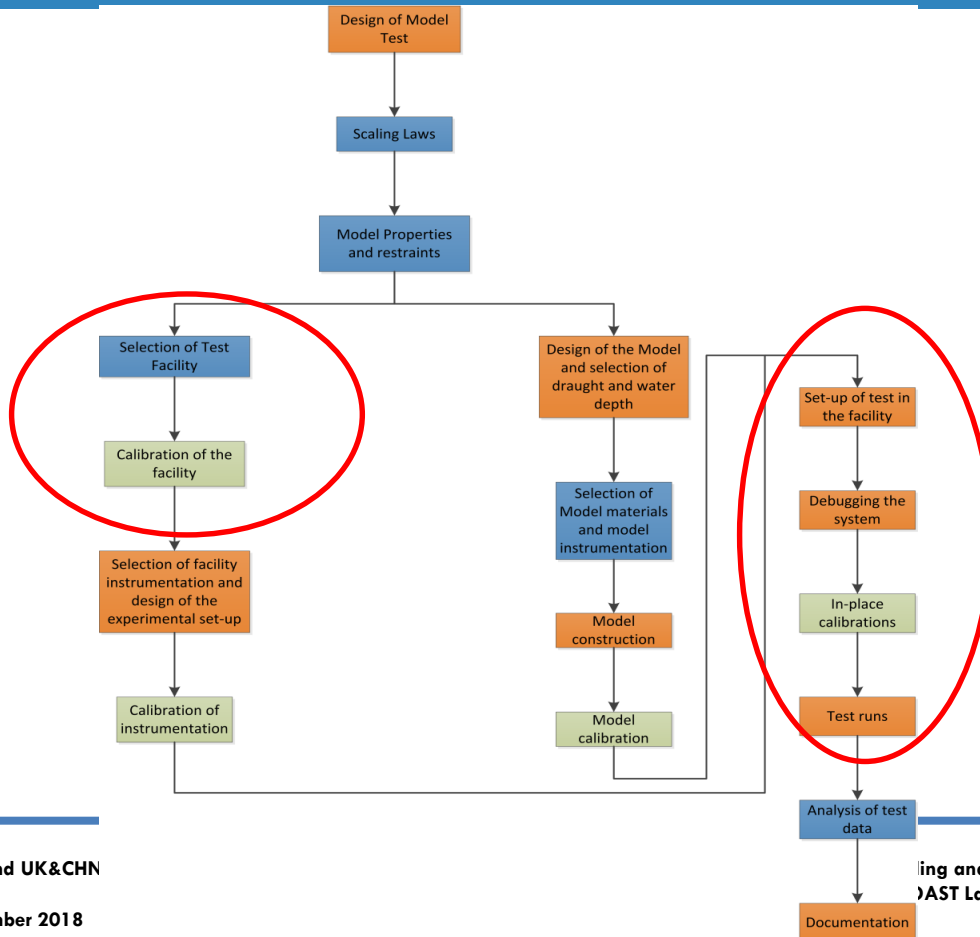 Design of Model
Test
Scaling Laws
Model Properties
and restraints
Selection of Test
Facility
Calibration of the
facility
Selection of facility
instrumentation and
design of the
experimental set-up
Calibration of
instrumentation
Design of the Model
and selection of
draught and water
depth
Selection of
Model materials
and model
instrumentation
Model
construction
Model
calibration
Set-up of test in
the facility
Debugging the
system
In-place
calibrations
Test runs
Analysis of test
data
Documentation
UK&CHN
2018